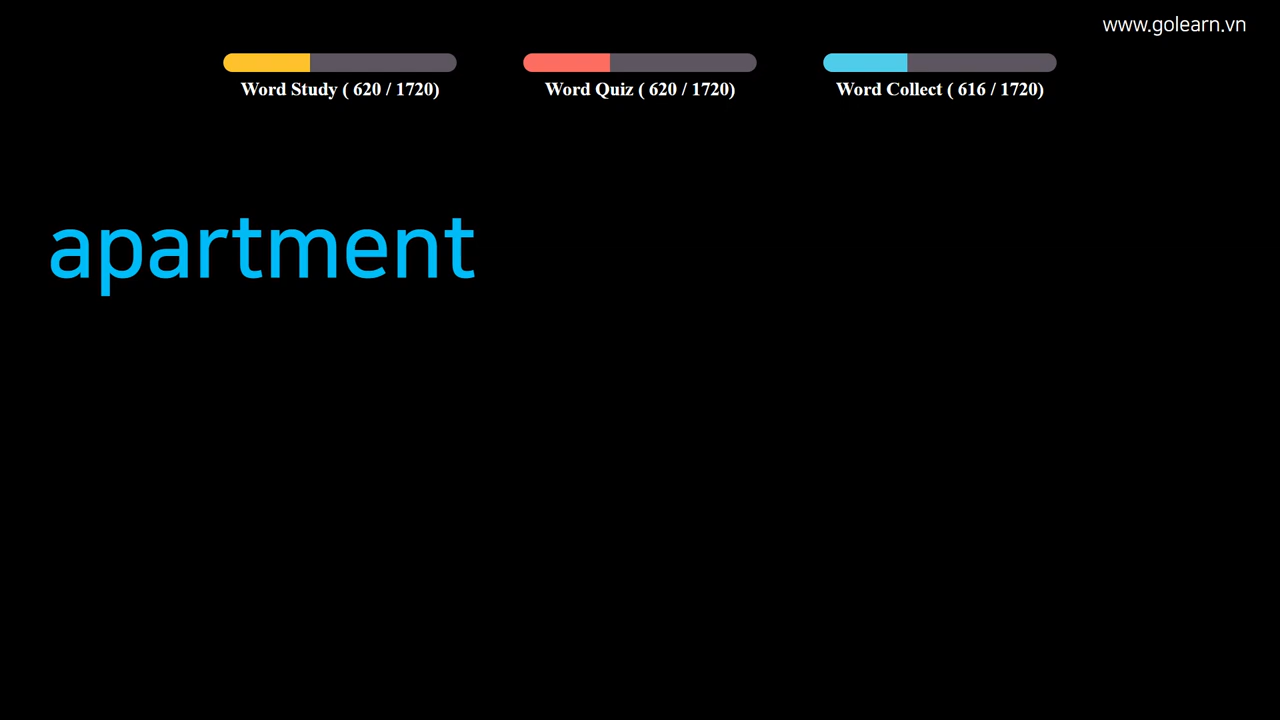 www.golearn.vn
Word Study ( 620 / 1720)
Word Quiz ( 620 / 1720)
Word Collect ( 616 / 1720)
apartment